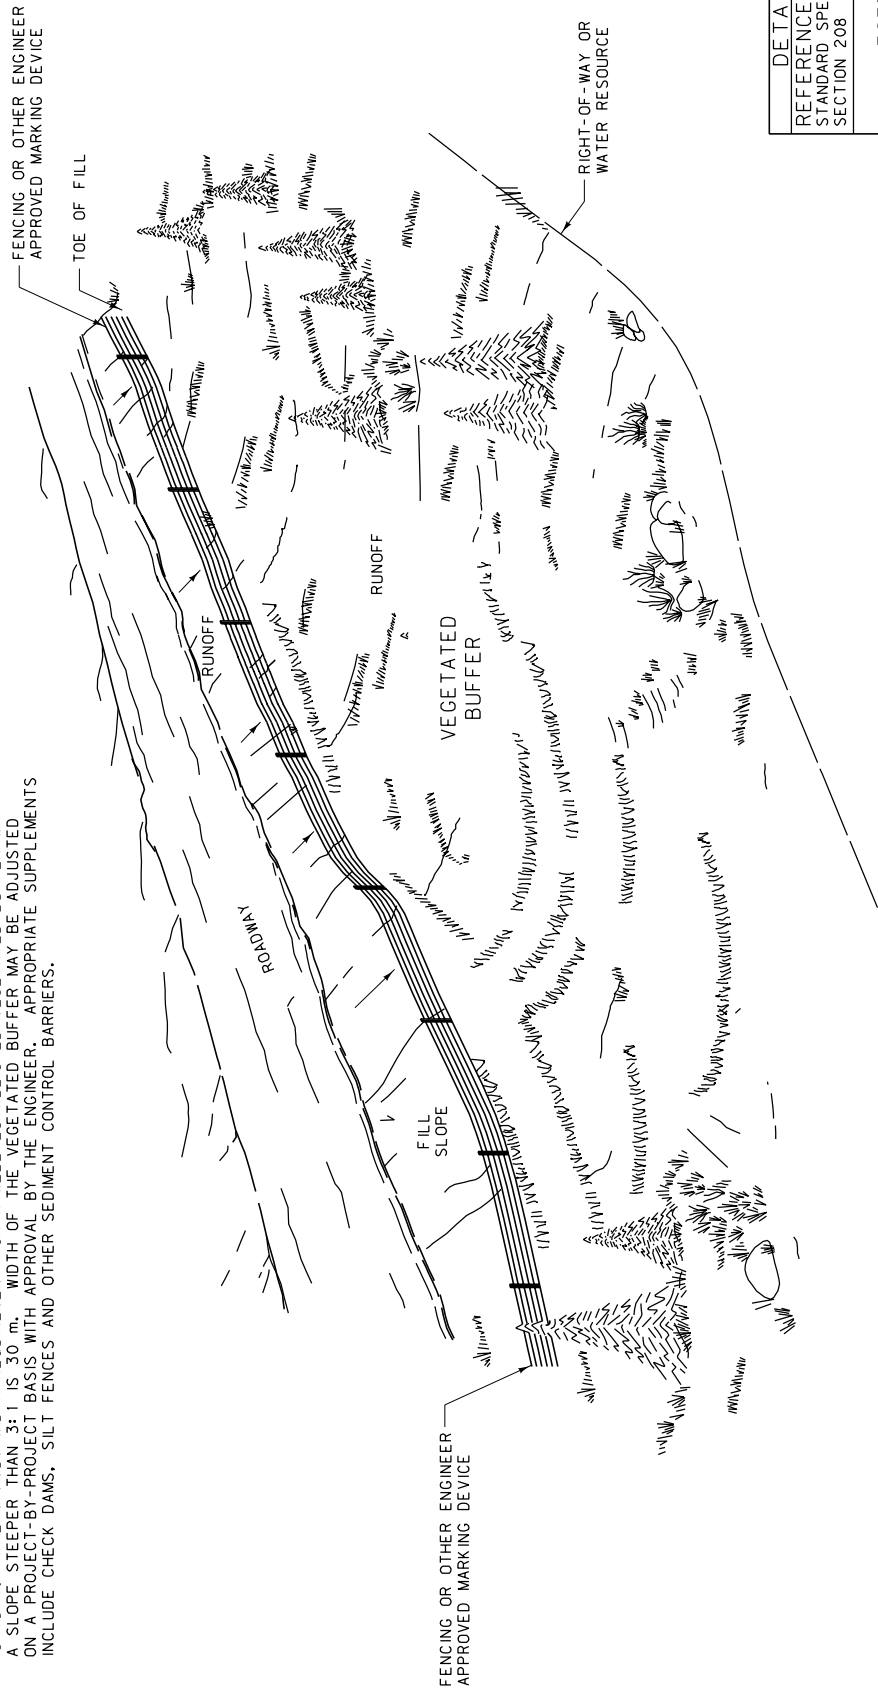 A SLOPE STEEPER THAN 3:1 IS 30 m. WIDTH OF THE VEGETATED BUFFER MAY BE ADJUSTED
ON A PROJECT-BY-PROJECT BASIS WITH APPROVAL BY THE ENGINEER. APPROPRIATE SUPPLEMENTS
INCLUDE CHECK DAMS, SILT FENCES AND OTHER SEDIMENT CONTROL BARRIERS.
FENCING OR OTHER ENGINEER
APPROVED MARKING DEVICE
TOE OF FILL
ROADWAY
RUNOFF
RUNOFF
FILL
SLOPE
VEGETATED
BUFFER
FENCING OR OTHER ENGINEER
APPROVED MARKING DEVICE
RIGHT-OF-WAY OR
WATER RESOURCE
DETA
REFERENCE
STANDARD SPE
SECTION 208